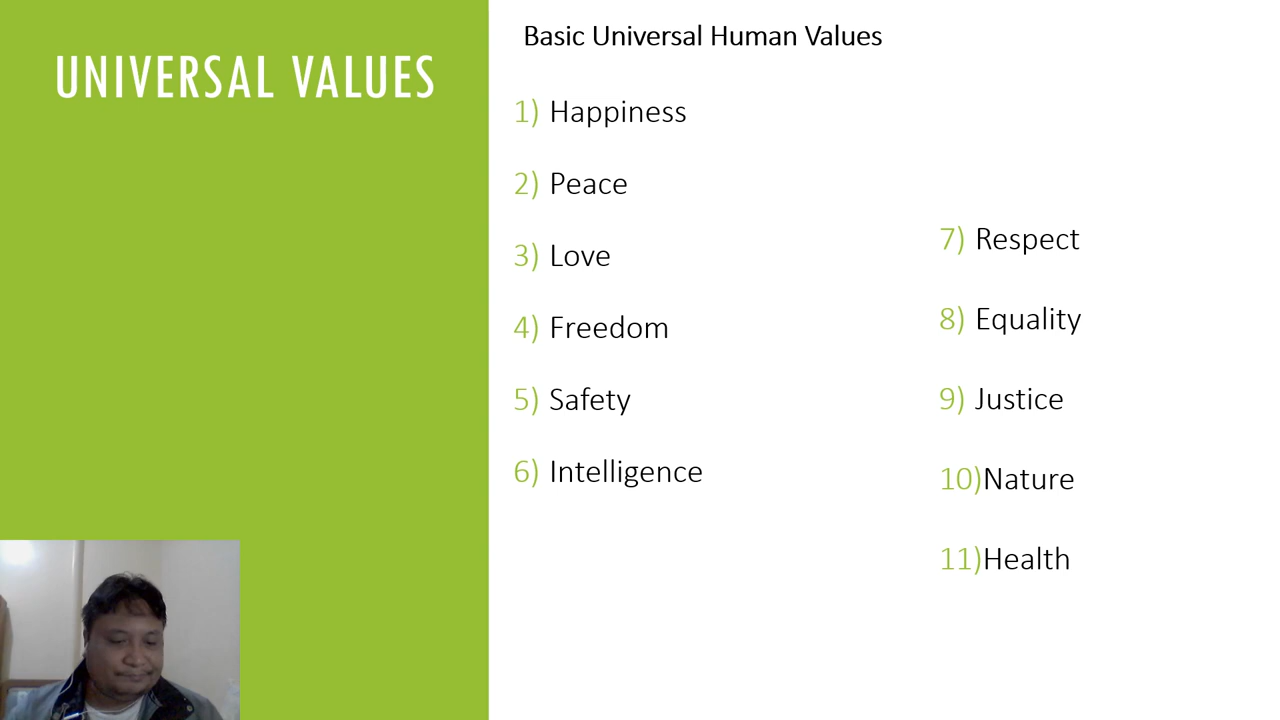 UNIVERSAL VALUES
Basic Universal Human Values
1) Happiness
2) Peace
3) Love
4) Freedom
5) Safety
6) Intelligence
7) Respect
8) Equality
9) Justice
10)Nature
11)Health